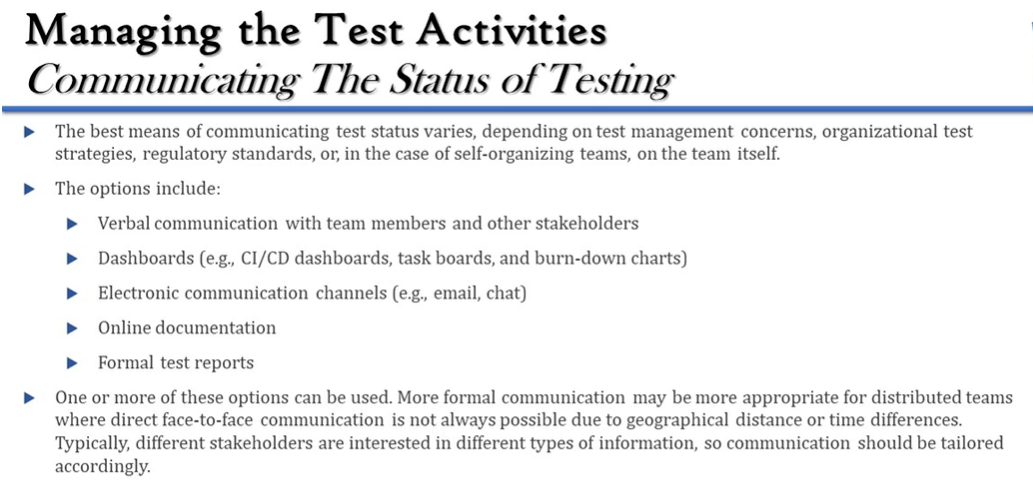 Managing the Test Activities
Communicating The Status of Testing
The best means of communicating test status varies, depending on test management concerns, organizational test
strategies, regulatory standards, or, in the case of self-organizing teams, on the team itself.
The options include:
Verbal communication with team members and other stakeholders
Dashboards (e.g., CI/CD dashboards, task boards, and burn-down charts)
Electronic communication channels (e.g., email, chat)
Online documentation
Formal test reports
One or more of these options can be used. More formal communication may be more appropriate for distributed teams
where direct face-to-face communication is not always possible due to geographical distance or time differences.
Typically, different stakeholders are interested in different types of information, so communication should be tailored
accordingly.